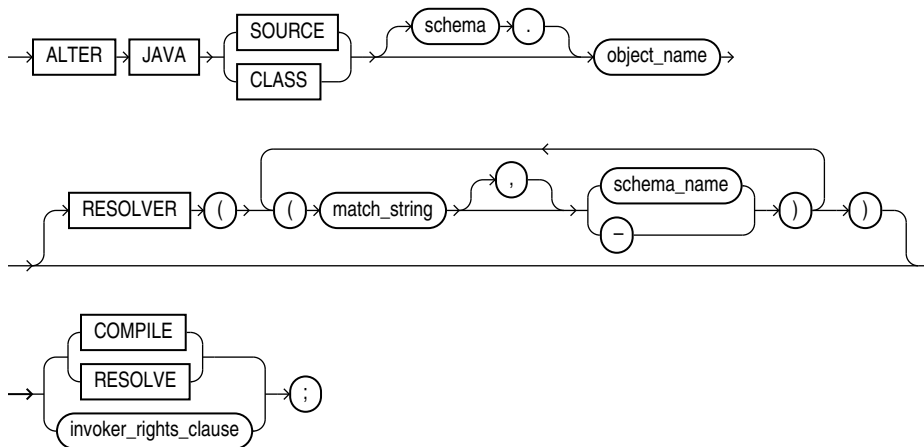 ALTER JAVA SOURCE CLASS schema . object_name
RESOLVER ( ( match_string , schema_name – ) )
COMPILE RESOLVE invoker_rights_clause ;